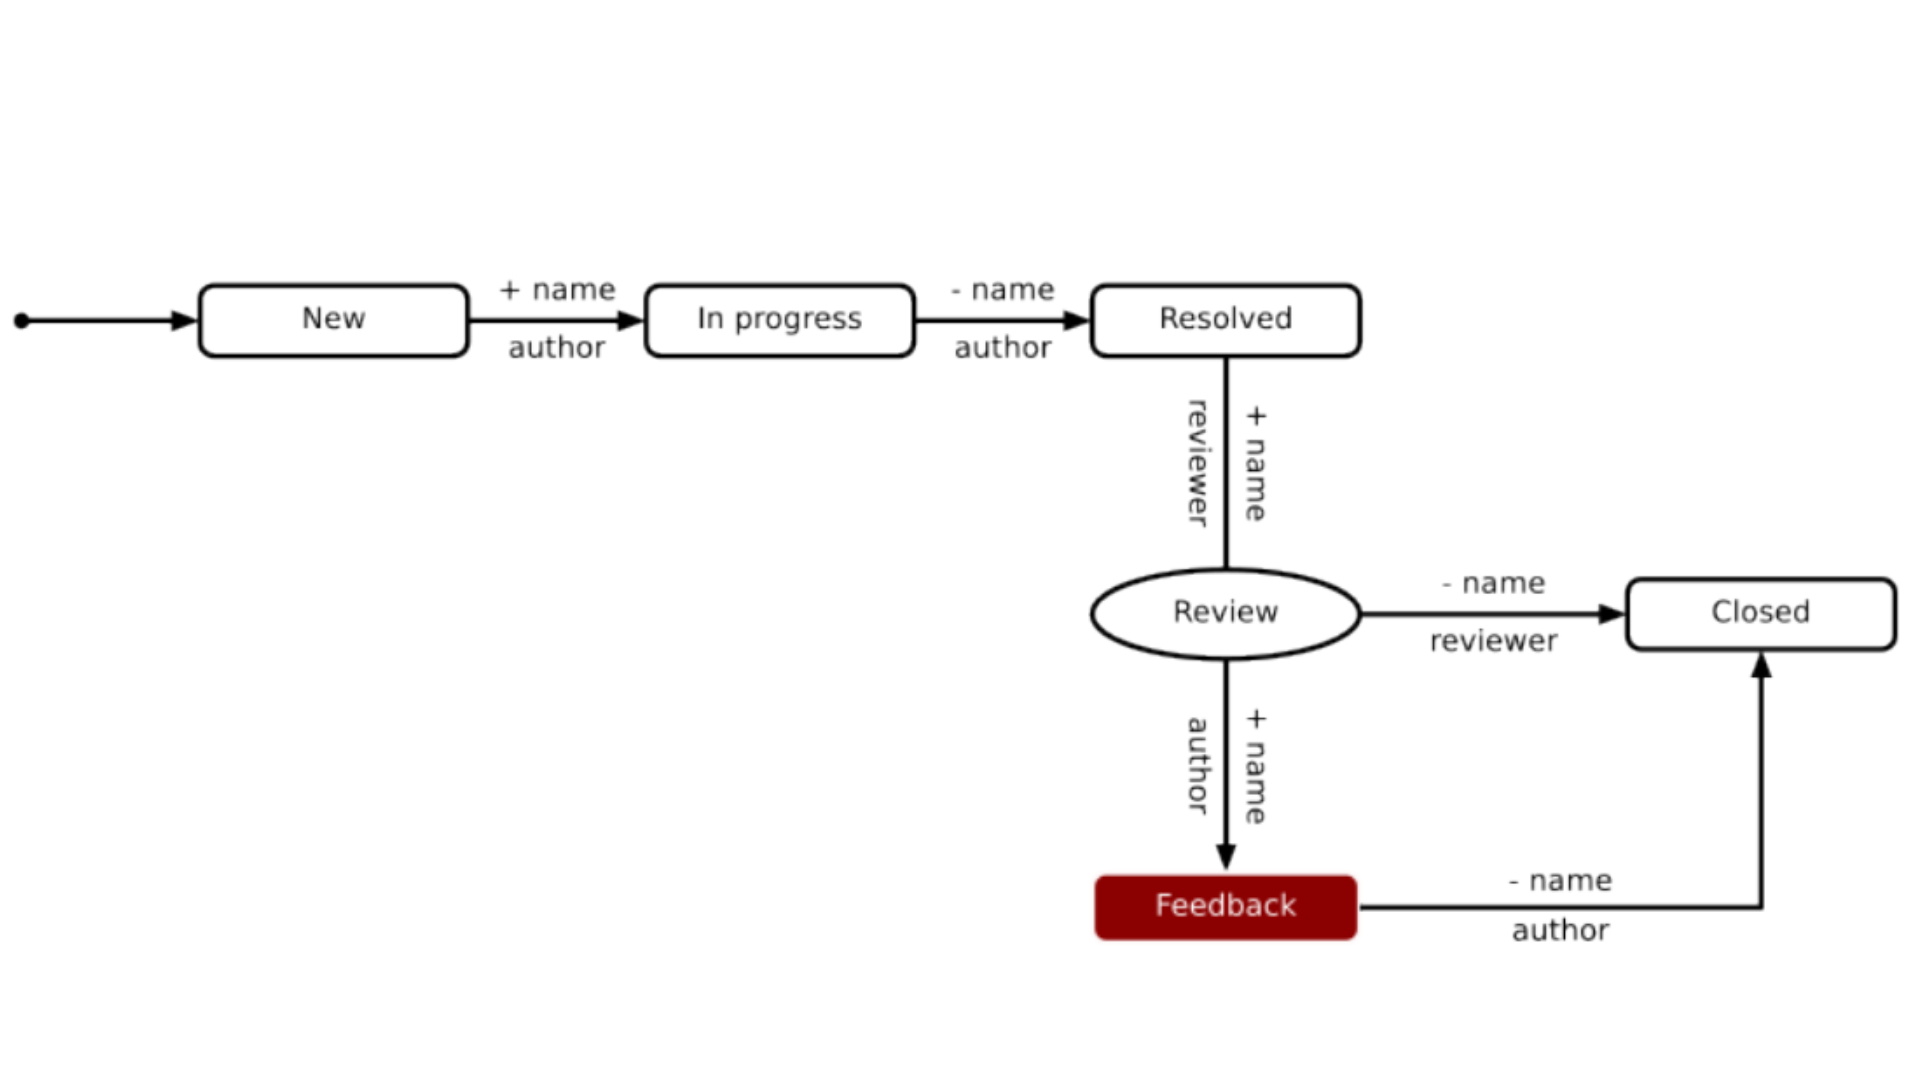 New
+ name
author
In progress
- name
author
Resolved
+ name
reviewer
Review
- name
reviewer
Closed
+ name
author
Feedback
- name
author